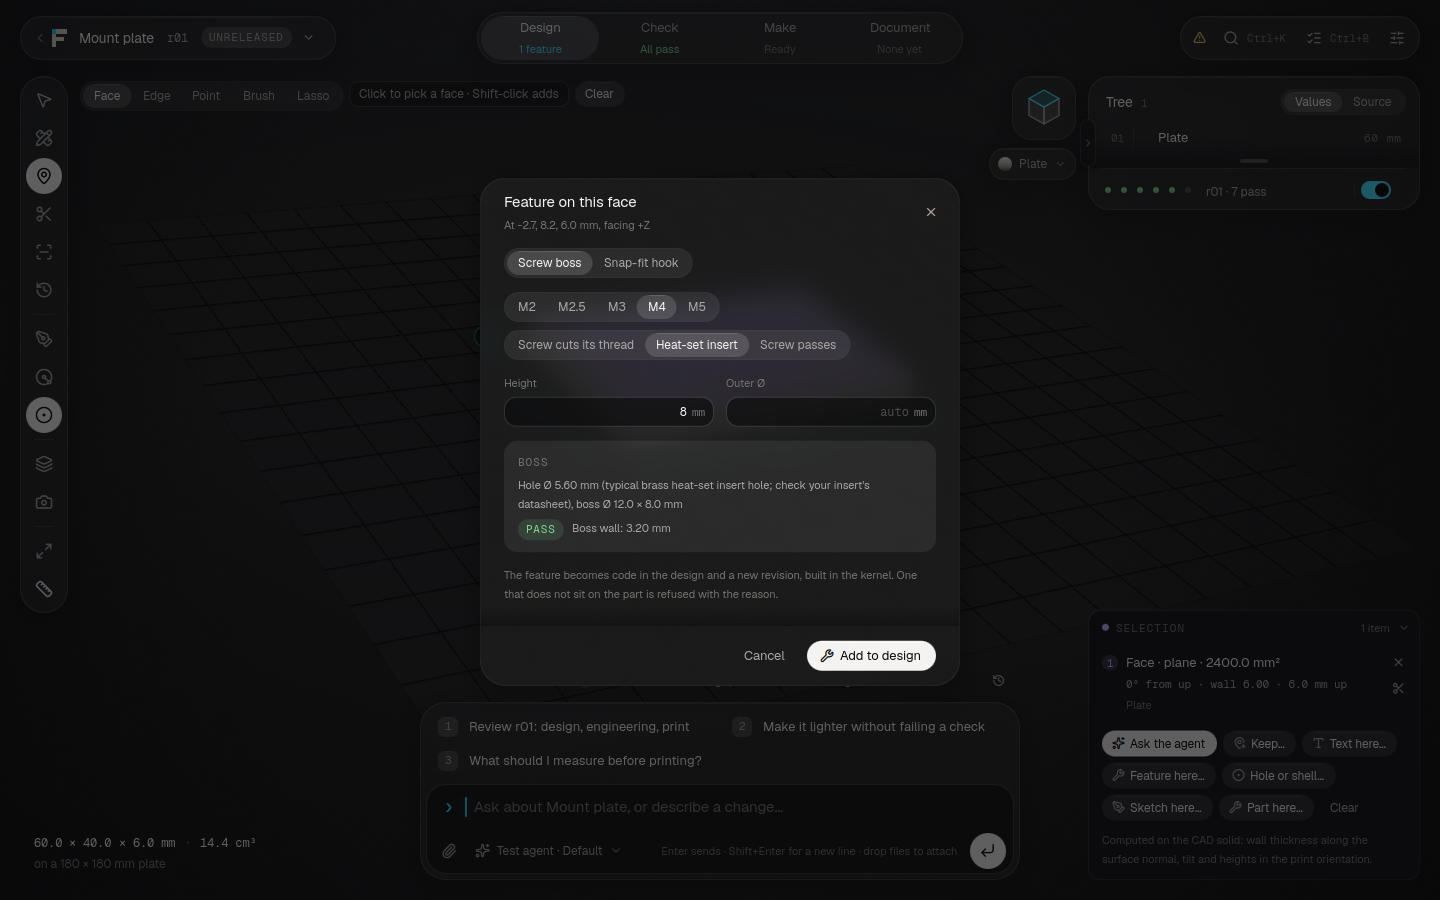 Mount plate r01 UNRELEASED
Design
1 feature
Check
All pass
Make
Ready
Document
None yet
Ctrl+K
Ctrl+B
Face Edge Point Brush Lasso
Click to pick a face · Shift-click adds
Clear
Plate
Tree 1
Values Source
01 Plate 60 mm
r01 · 7 pass
Feature on this face
At -2.7, 8.2, 6.0 mm, facing +Z
Screw boss Snap-fit hook
M2 M2.5 M3 M4 M5
Screw cuts its thread Heat-set insert Screw passes
Height
8 mm
Outer Ø
auto mm
BOSS
Hole Ø 5.60 mm (typical brass heat-set insert hole; check your insert's
datasheet), boss Ø 12.0 × 8.0 mm
PASS Boss wall: 3.20 mm
The feature becomes code in the design and a new revision, built in the kernel. One
that does not sit on the part is refused with the reason.
Cancel Add to design
1 Review r01: design, engineering, print
2 Make it lighter without failing a check
3 What should I measure before printing?
Ask about Mount plate, or describe a change...
Test agent · Default
Enter sends · Shift+Enter for a new line · drop files to attach
60.0 × 40.0 × 6.0 mm · 14.4 cm³
on a 180 × 180 mm plate
SELECTION 1 item
1 Face · plane · 2400.0 mm²
0° from up · wall 6.00 · 6.0 mm up
Plate
Ask the agent Keep... Text here...
Feature here... Hole or shell...
Sketch here... Part here... Clear
Computed on the CAD solid: wall thickness along the
surface normal, tilt and heights in the print orientation.